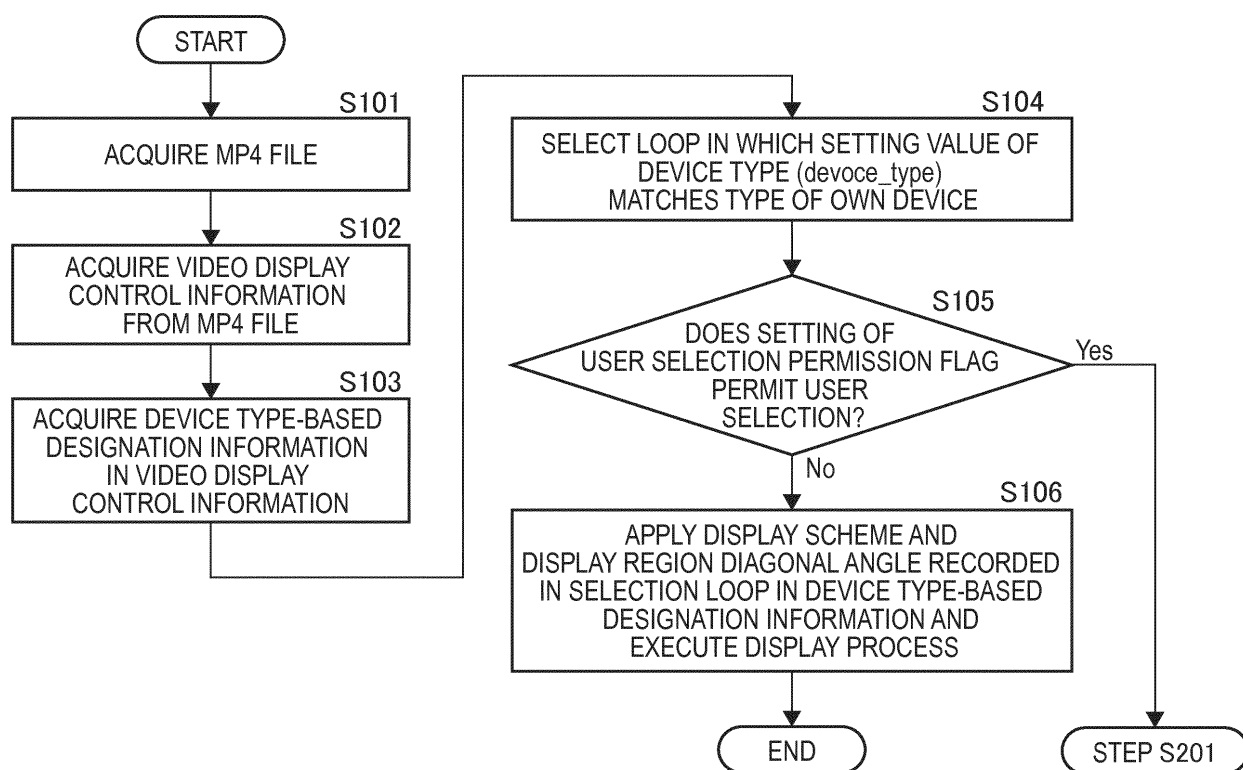 START
S101
ACQUIRE MP4 FILE
S102
ACQUIRE VIDEO DISPLAY
CONTROL INFORMATION
FROM MP4 FILE
S103
ACQUIRE DEVICE TYPE-BASED
DESIGNATION INFORMATION
IN VIDEO DISPLAY
CONTROL INFORMATION
S104
SELECT LOOP IN WHICH SETTING VALUE OF
DEVICE TYPE (devoce_type)
MATCHES TYPE OF OWN DEVICE
S105
DOES SETTING OF
USER SELECTION PERMISSION FLAG
PERMIT USER
SELECTION?
Yes
No
S106
APPLY DISPLAY SCHEME AND
DISPLAY REGION DIAGONAL ANGLE RECORDED
IN SELECTION LOOP IN DEVICE TYPE-BASED
DESIGNATION INFORMATION AND
EXECUTE DISPLAY PROCESS
END
STEP S201